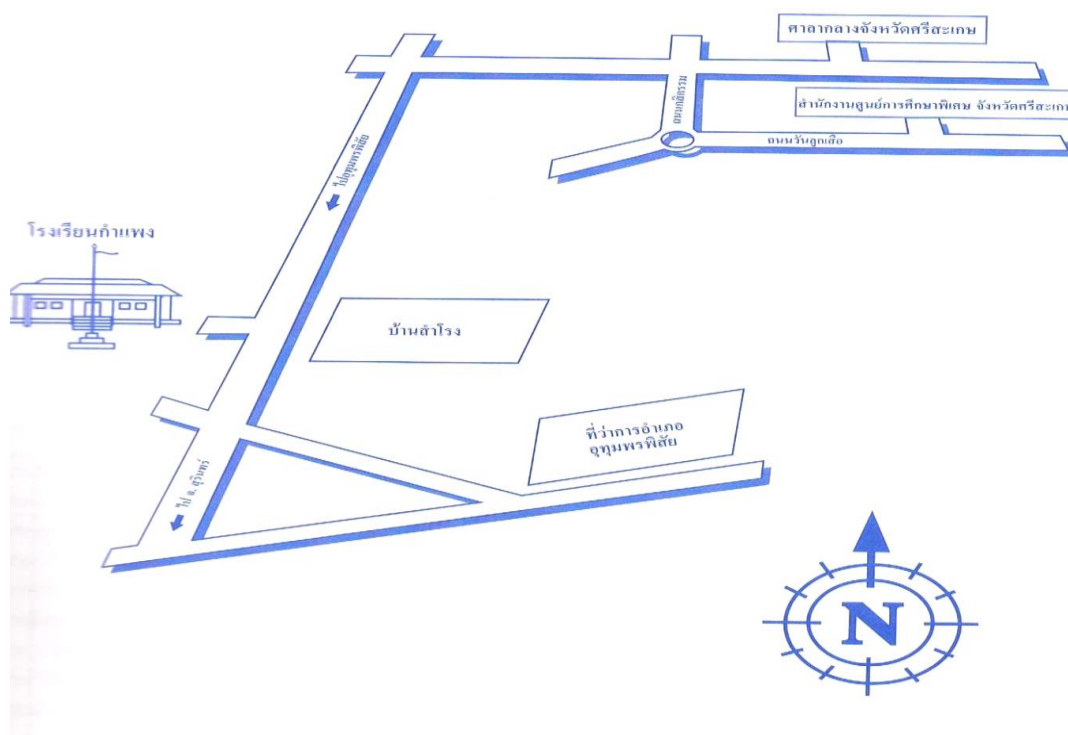 ศาลากลางจังหวัดศรีสะเกษ
สำนักงานศูนย์การศึกษาพิเศษ จังหวัดศรีสะเกษ
ถนนกสิกรรม
ถนนวันลูกเสือ
ไปอุทุมพรพิสัย
โรงเรียนกำแพง
บ้านสำโรง
ที่ว่าการอำเภอ
อุทุมพรพิสัย
ไป จ. สุรินทร์
N